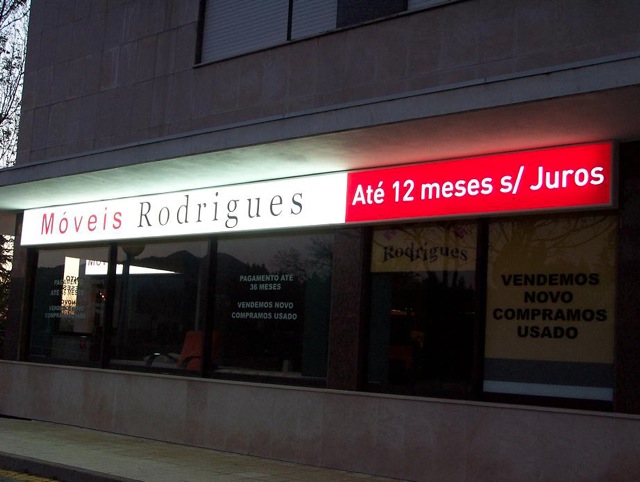 Móveis Rodrigues
Até 12 meses s/ Juros
Rodrigues
PAGAMENTO ATÉ
36 MESES
VENDEMOS NOVO
COMPRAMOS USADO
VENDEMOS
NOVO
COMPRAMOS
USADO